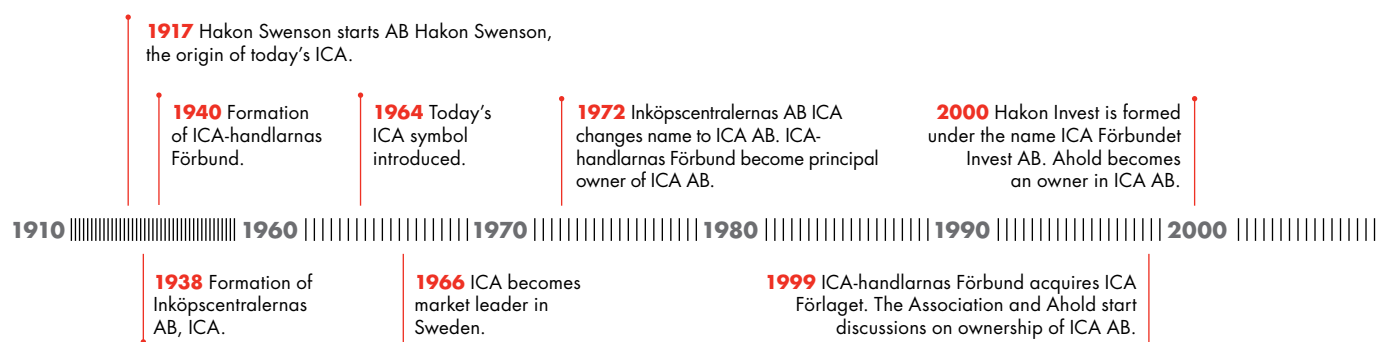 1917 Hakon Swenson starts AB Hakon Swenson,
the origin of today's ICA.
1940 Formation
of ICA-handlarnas
Förbund.
1964 Today's
ICA symbol
introduced.
1972 Inköpscentralernas AB ICA
changes name to ICA AB. ICA-
handlarnas Förbund become principal
owner of ICA AB.
2000 Hakon Invest is formed
under the name ICA Förbundet
Invest AB. Ahold becomes
an owner in ICA AB.
1910 1960 1970 1980 1990 2000
1938 Formation of
Inköpscentralernas
AB, ICA.
1966 ICA becomes
market leader in
Sweden.
1999 ICA-handlarnas Förbund acquires ICA
Förlaget. The Association and Ahold start
discussions on ownership of ICA AB.